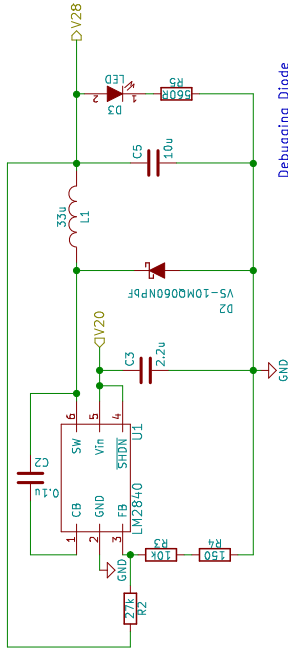 V28
LED
D3
2
1
R5
560R
C5
10u
33u
L1
Debugging Diode
VS-10MQ060NPbF
D2
V20
C3
2.2u
GND
C2
0.1u
6
5
4
SW
Vin
SHDN
U1
LM2840
CB
GND
FB
1
2
3
GND
R3
10k
R4
150
27k
R2